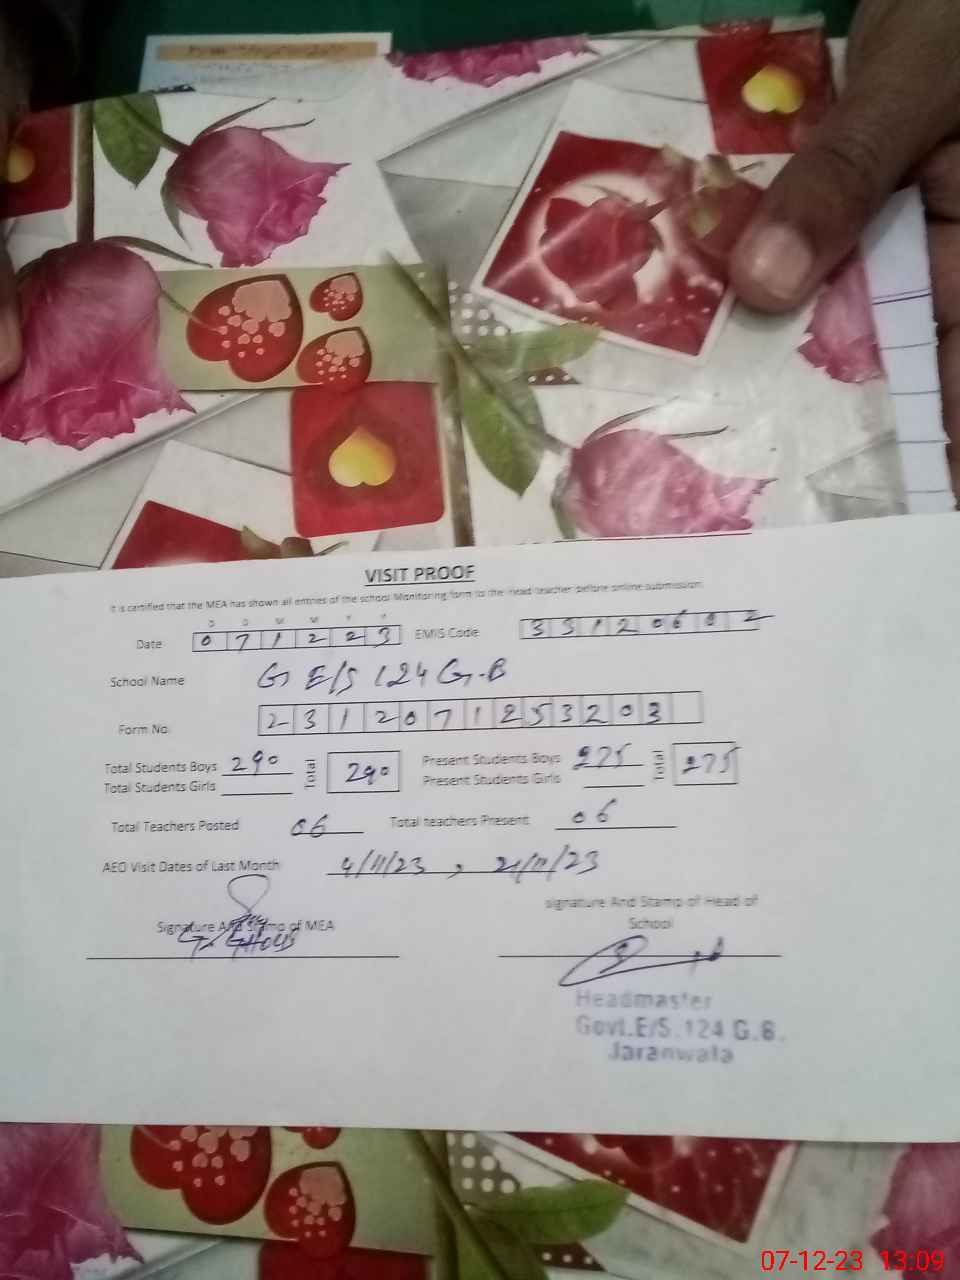 VISIT PROOF
It is certified that the MEA has shown all entries of the school Monitoring form to the head teacher before online submission.
D D M M Y Y
Date 0 7 1 2 2 3 EMIS Code 3 3 1 2 0 6 0 2
School Name G E/S 124 G.B
Form No. 2 3 1 2 0 7 1 2 5 3 2 0 3
Total Students Boys 290 Total 290 Present Students Boys 275 Total 275
Total Students Girls Present Students Girls
Total Teachers Posted 06 Total teachers Present 06
AEO Visit Dates of Last Month 4/11/23 , 21/11/23
Signature And Stamp of MEA signature And Stamp of Head of School
Headmaster
Govt.E/S.124 G.B.
Jaranwala
07-12-23 13:09